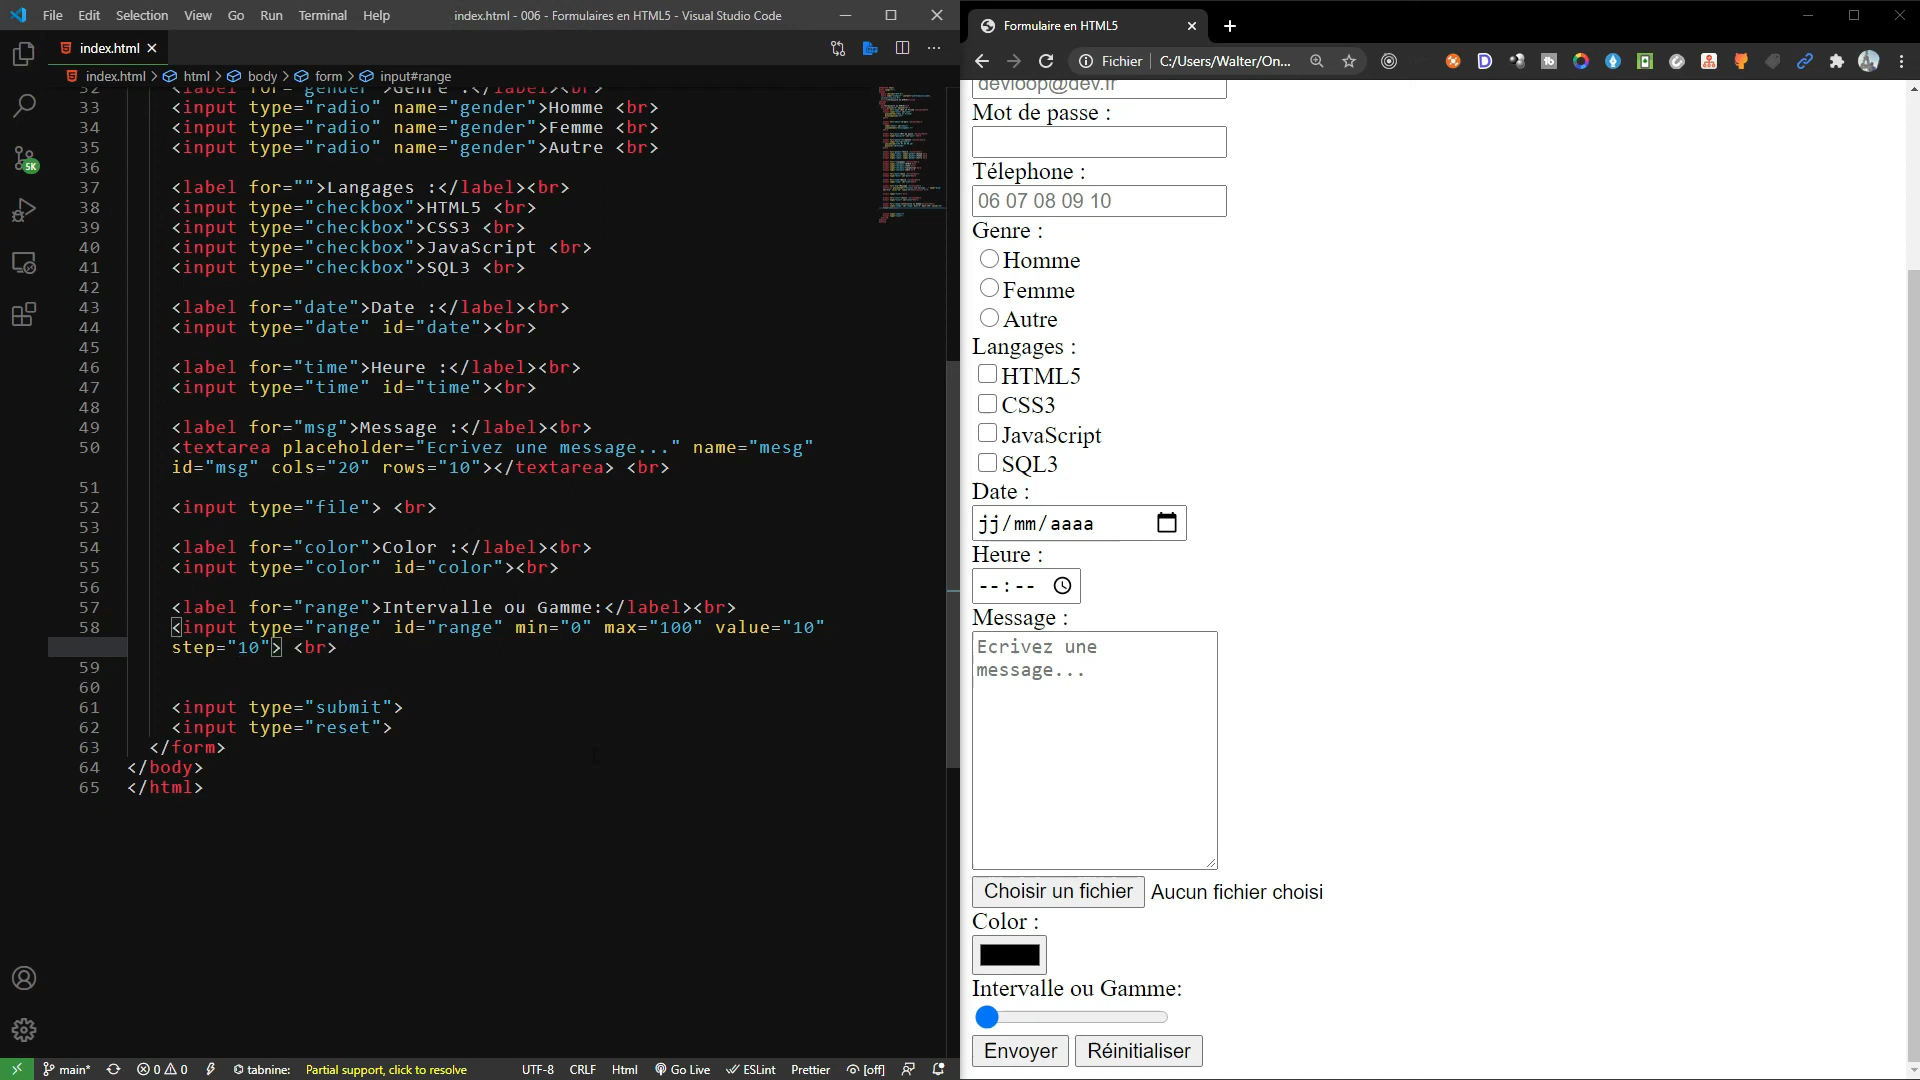 File Edit Selection View Go Run Terminal Help
index.html - 006 - Formulaires en HTML5 - Visual Studio Code
index.html
index.html > html > body > form > input#range
32 <label for="gender">Genre :</label><br>
33 <input type="radio" name="gender">Homme <br>
34 <input type="radio" name="gender">Femme <br>
35 <input type="radio" name="gender">Autre <br>
36
37 <label for="">Langages :</label><br>
38 <input type="checkbox">HTML5 <br>
39 <input type="checkbox">CSS3 <br>
40 <input type="checkbox">JavaScript <br>
41 <input type="checkbox">SQL3 <br>
42
43 <label for="date">Date :</label><br>
44 <input type="date" id="date"><br>
45
46 <label for="time">Heure :</label><br>
47 <input type="time" id="time"><br>
48
49 <label for="msg">Message :</label><br>
50 <textarea placeholder="Ecrivez une message..." name="mesg"
id="msg" cols="20" rows="10"></textarea> <br>
51
52 <input type="file"> <br>
53
54 <label for="color">Color :</label><br>
55 <input type="color" id="color"><br>
56
57 <label for="range">Intervalle ou Gamme:</label><br>
58 <input type="range" id="range" min="0" max="100" value="10"
step="10"> <br>
59
60
61 <input type="submit">
62 <input type="reset">
63 </form>
64 </body>
65 </html>
5K
main* 0 0 tabnine: Partial support, click to resolve UTF-8 CRLF Html Go Live ESLint Prettier [off]
Formulaire en HTML5
Fichier C:/Users/Walter/On...
devloop@dev.fr
Mot de passe :
Télephone :
06 07 08 09 10
Genre :
Homme
Femme
Autre
Langages :
HTML5
CSS3
JavaScript
SQL3
Date :
jj/mm/aaaa
Heure :
--:--
Message :
Ecrivez une
message...
Choisir un fichier Aucun fichier choisi
Color :
Intervalle ou Gamme:
Envoyer Réinitialiser